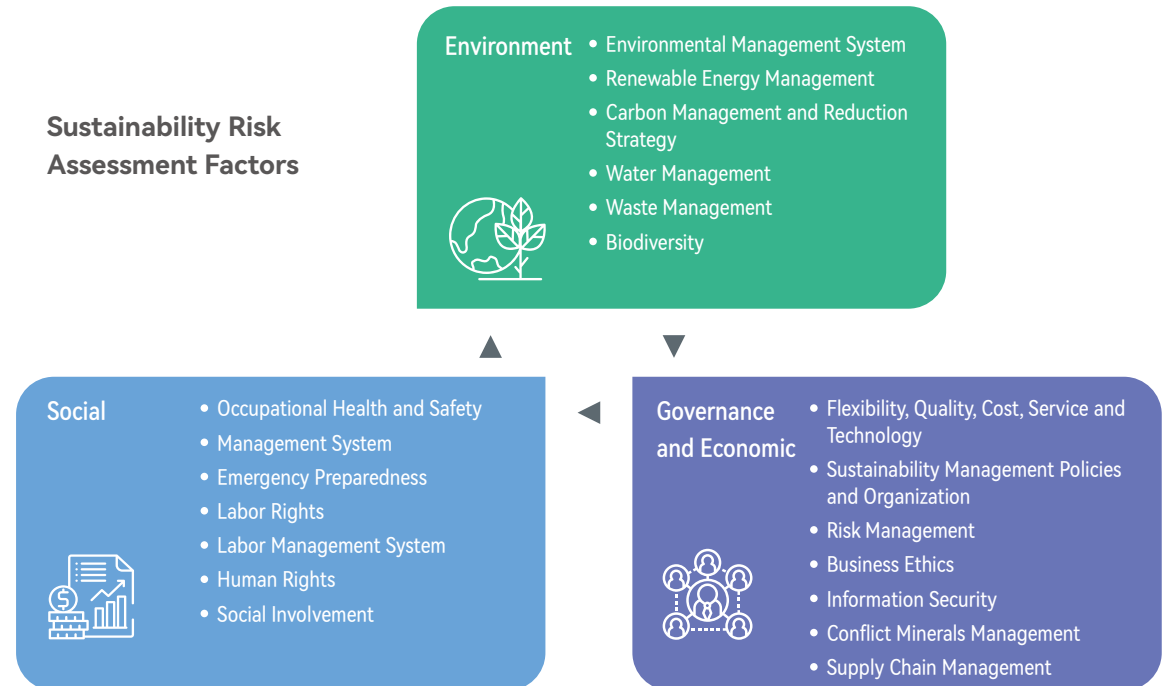 Sustainability Risk
Assessment Factors
Environment
• Environmental Management System
• Renewable Energy Management
• Carbon Management and Reduction
Strategy
• Water Management
• Waste Management
• Biodiversity
Social
• Occupational Health and Safety
• Management System
• Emergency Preparedness
• Labor Rights
• Labor Management System
• Human Rights
• Social Involvement
$
Governance
and Economic
• Flexibility, Quality, Cost, Service and
Technology
• Sustainability Management Policies
and Organization
• Risk Management
• Business Ethics
• Information Security
• Conflict Minerals Management
• Supply Chain Management